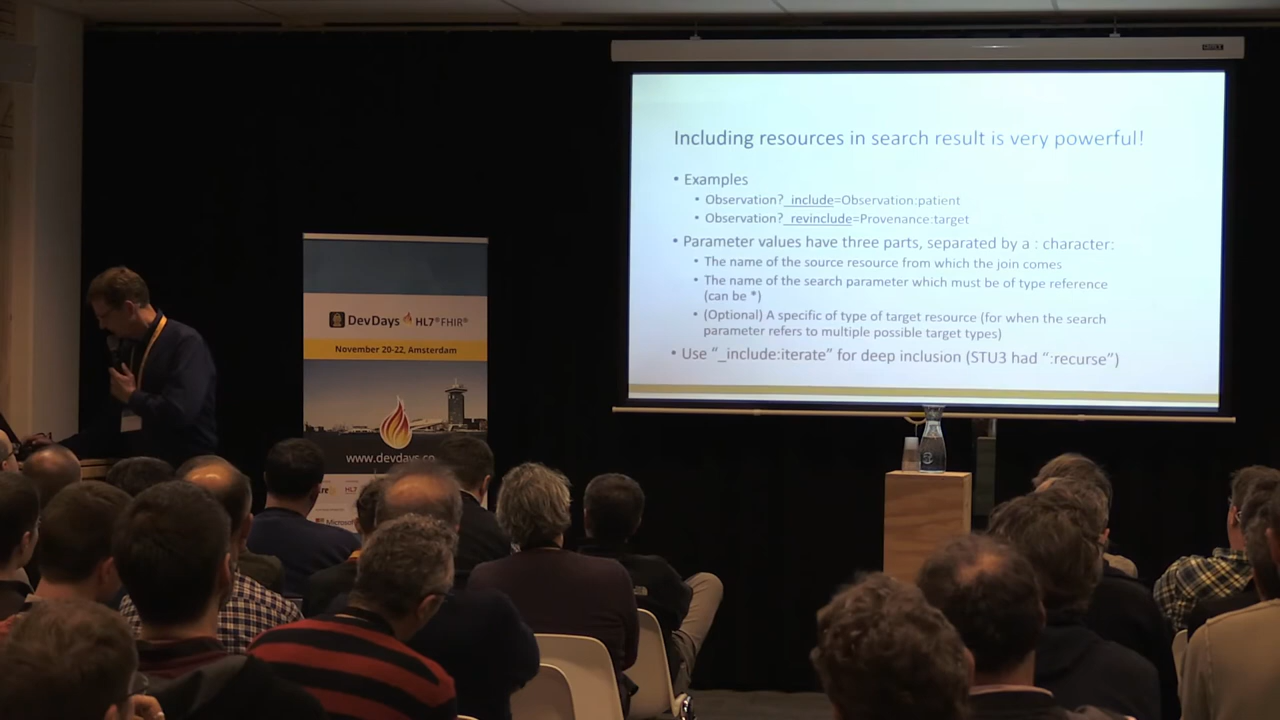 Including resources in search result is very powerful!
• Examples
• Observation?_include=Observation:patient
• Observation?_revinclude=Provenance:target
• Parameter values have three parts, separated by a : character:
• The name of the source resource from which the join comes
• The name of the search parameter which must be of type reference
(can be *)
• (Optional) A specific of type of target resource (for when the search
parameter refers to multiple possible target types)
• Use “_include:iterate” for deep inclusion (STU3 had “:recurse”)
DevDays HL7® FHIR®
November 20-22, Amsterdam
www.devdays.co
HL7
Microsof